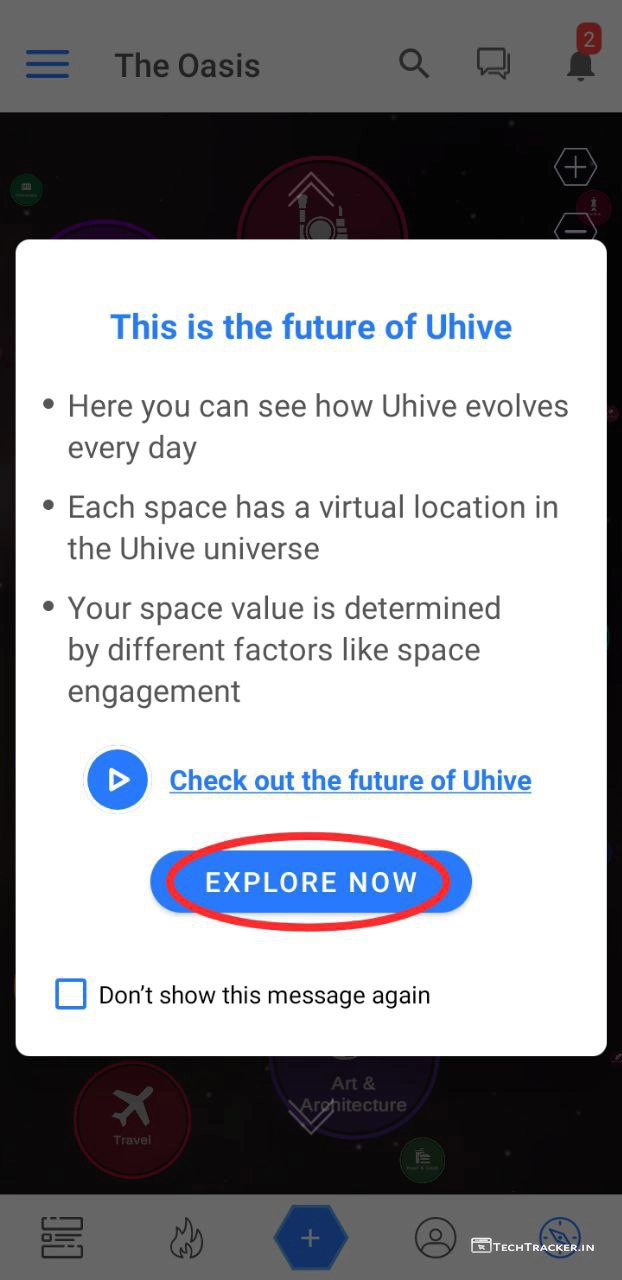 The Oasis
2
This is the future of Uhive
• Here you can see how Uhive evolves
every day
• Each space has a virtual location in
the Uhive universe
• Your space value is determined
by different factors like space
engagement
Check out the future of Uhive
EXPLORE NOW
Don’t show this message again
Art &
Architecture
Travel
TechTracker.in